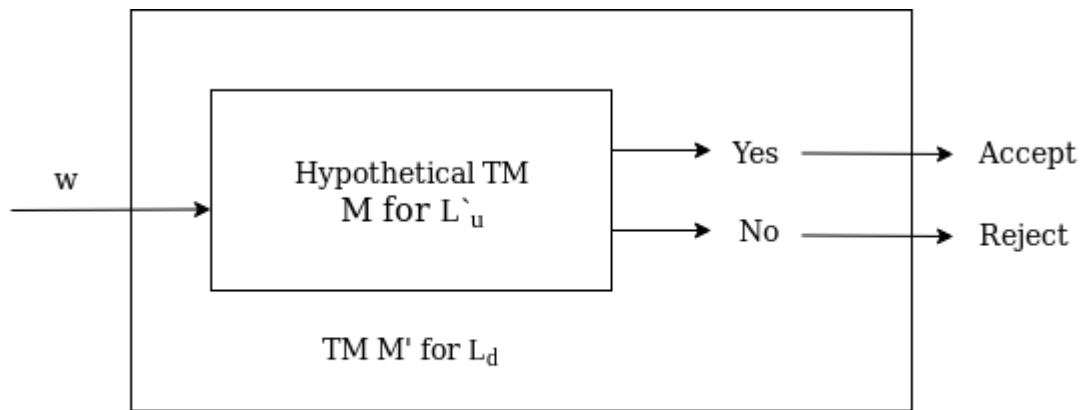 w
Hypothetical TM
M for L`u
Yes
Accept
No
Reject
TM M' for Ld